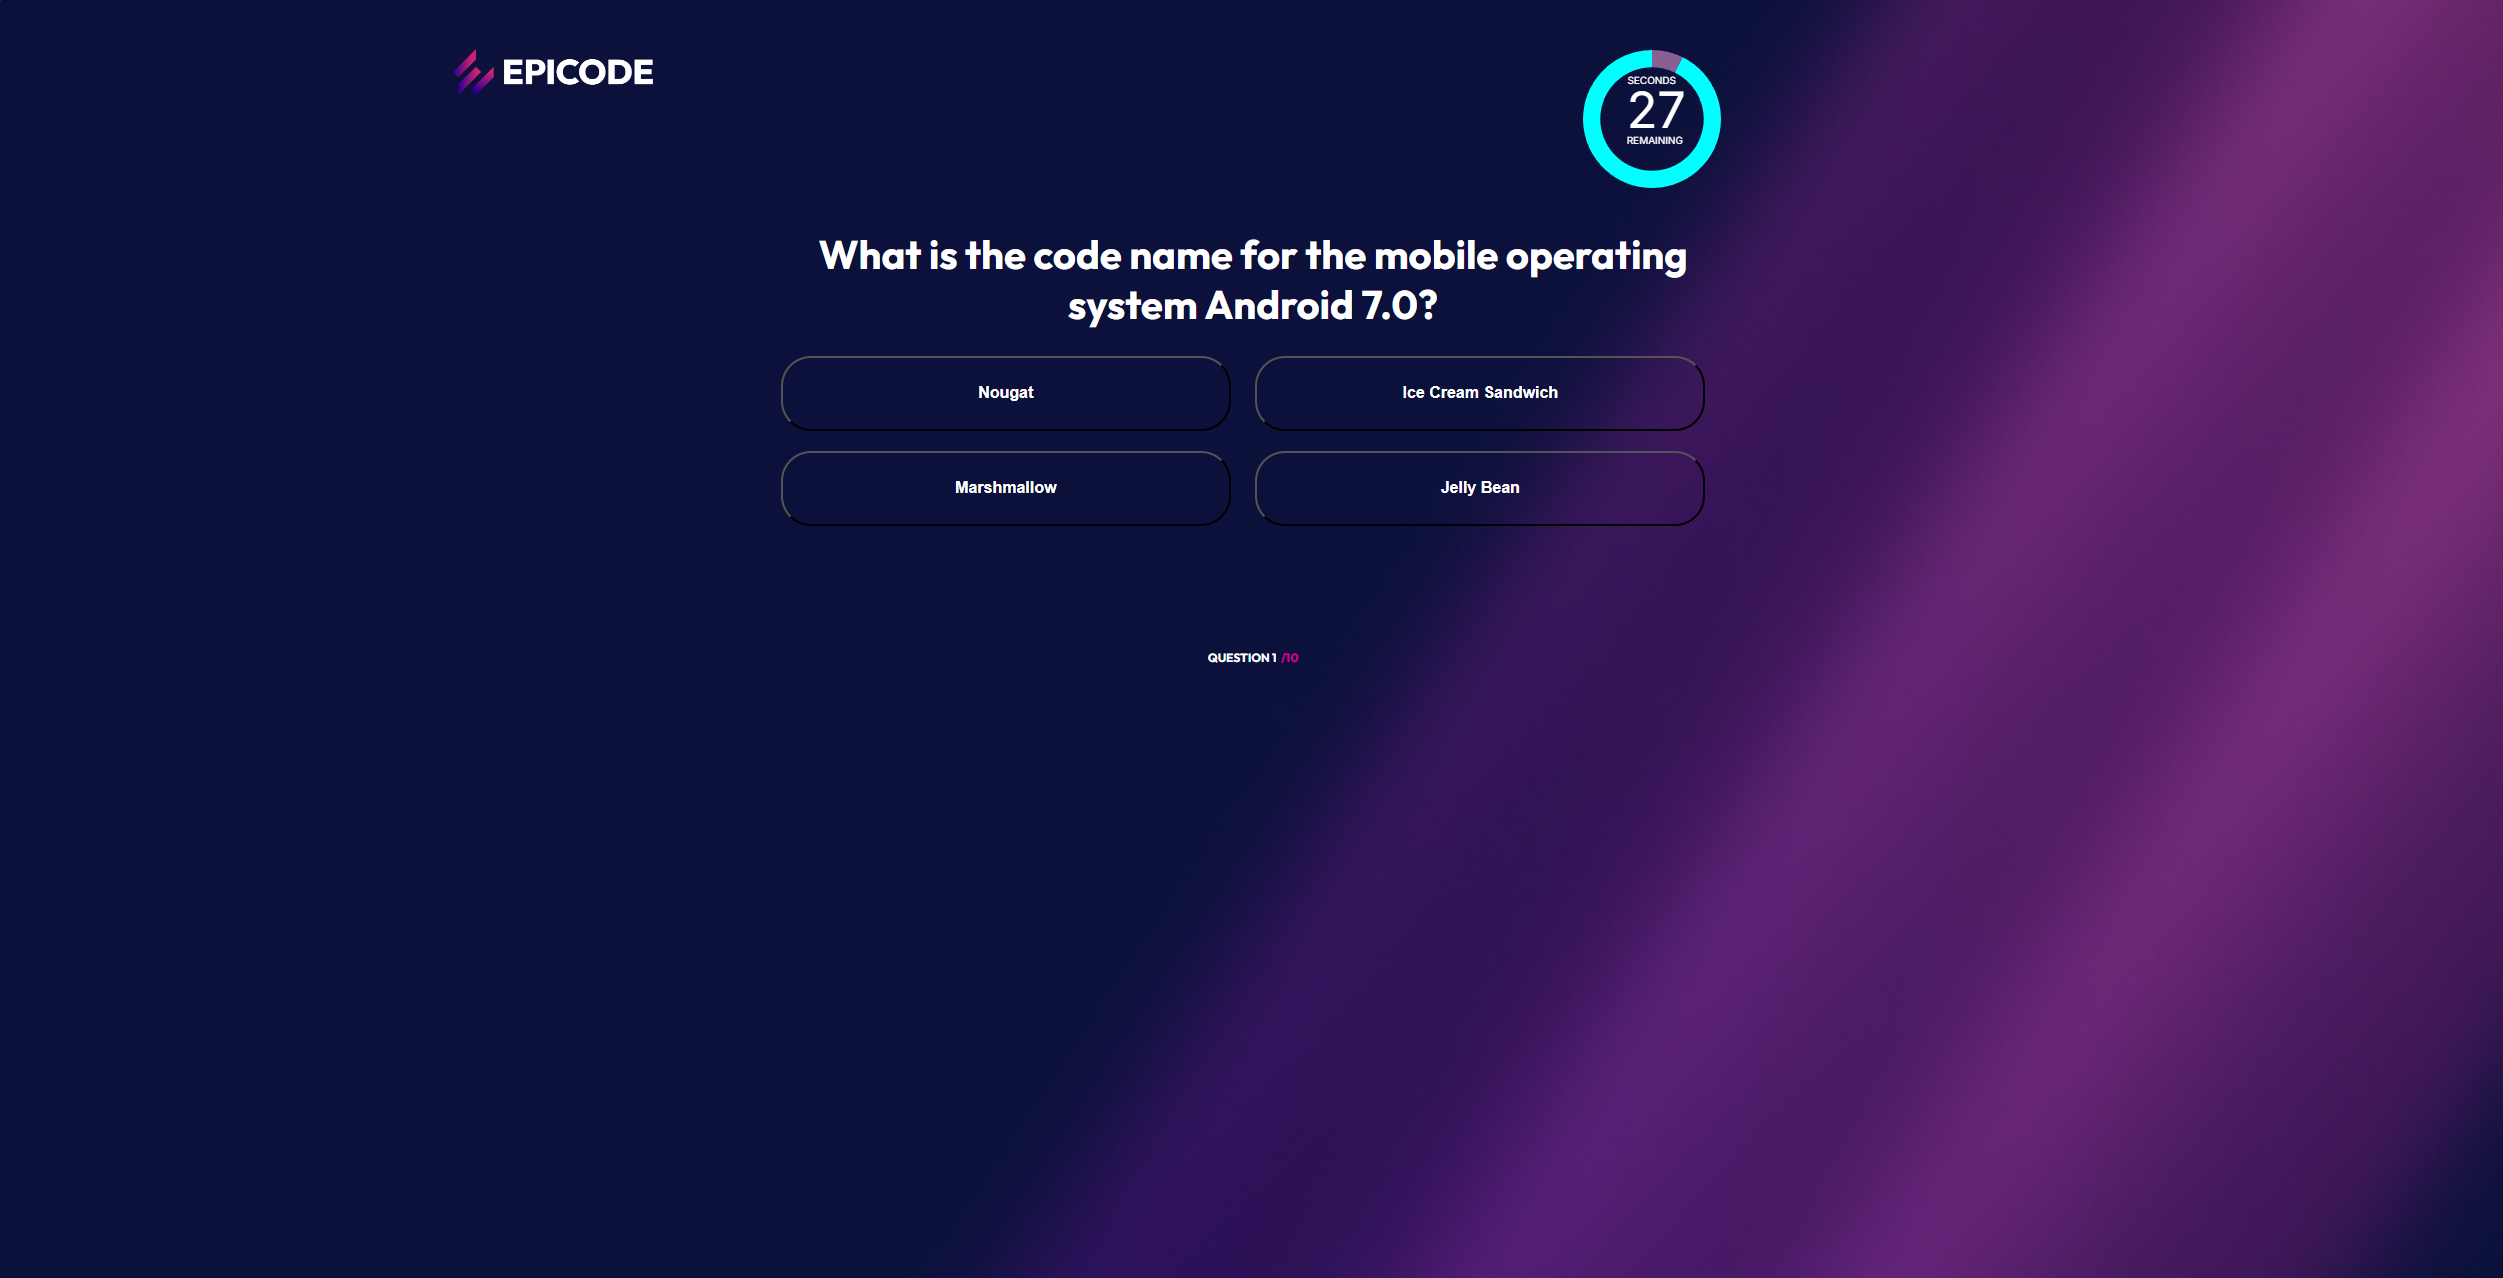 EPICODE
SECONDS
27
REMAINING
What is the code name for the mobile operating
system Android 7.0?
Nougat
Ice Cream Sandwich
Marshmallow
Jelly Bean
QUESTION 1 /10